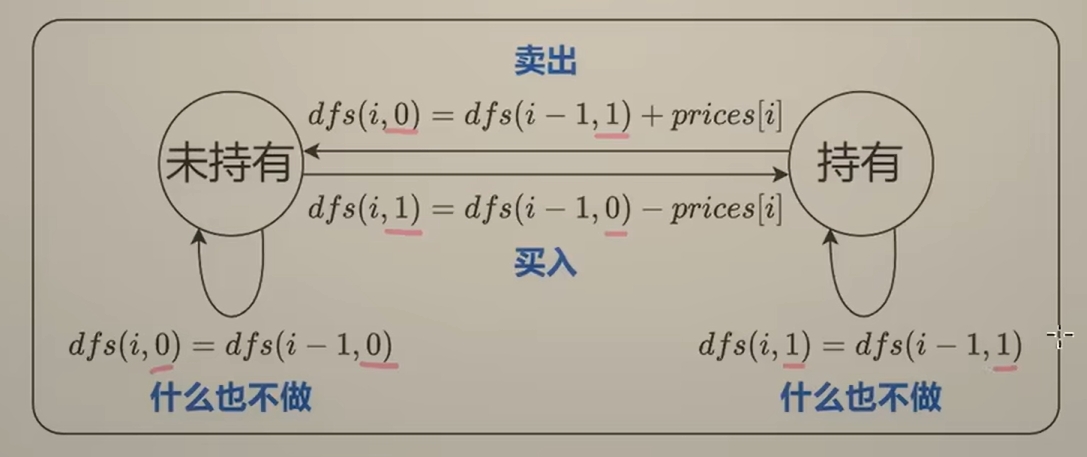 卖出
dfs(i,0) = dfs(i − 1,1) + prices[i]
未持有
持有
dfs(i,1) = dfs(i − 1,0) − prices[i]
买入
dfs(i,0) = dfs(i − 1,0)
dfs(i,1) = dfs(i − 1,1)
什么也不做
什么也不做